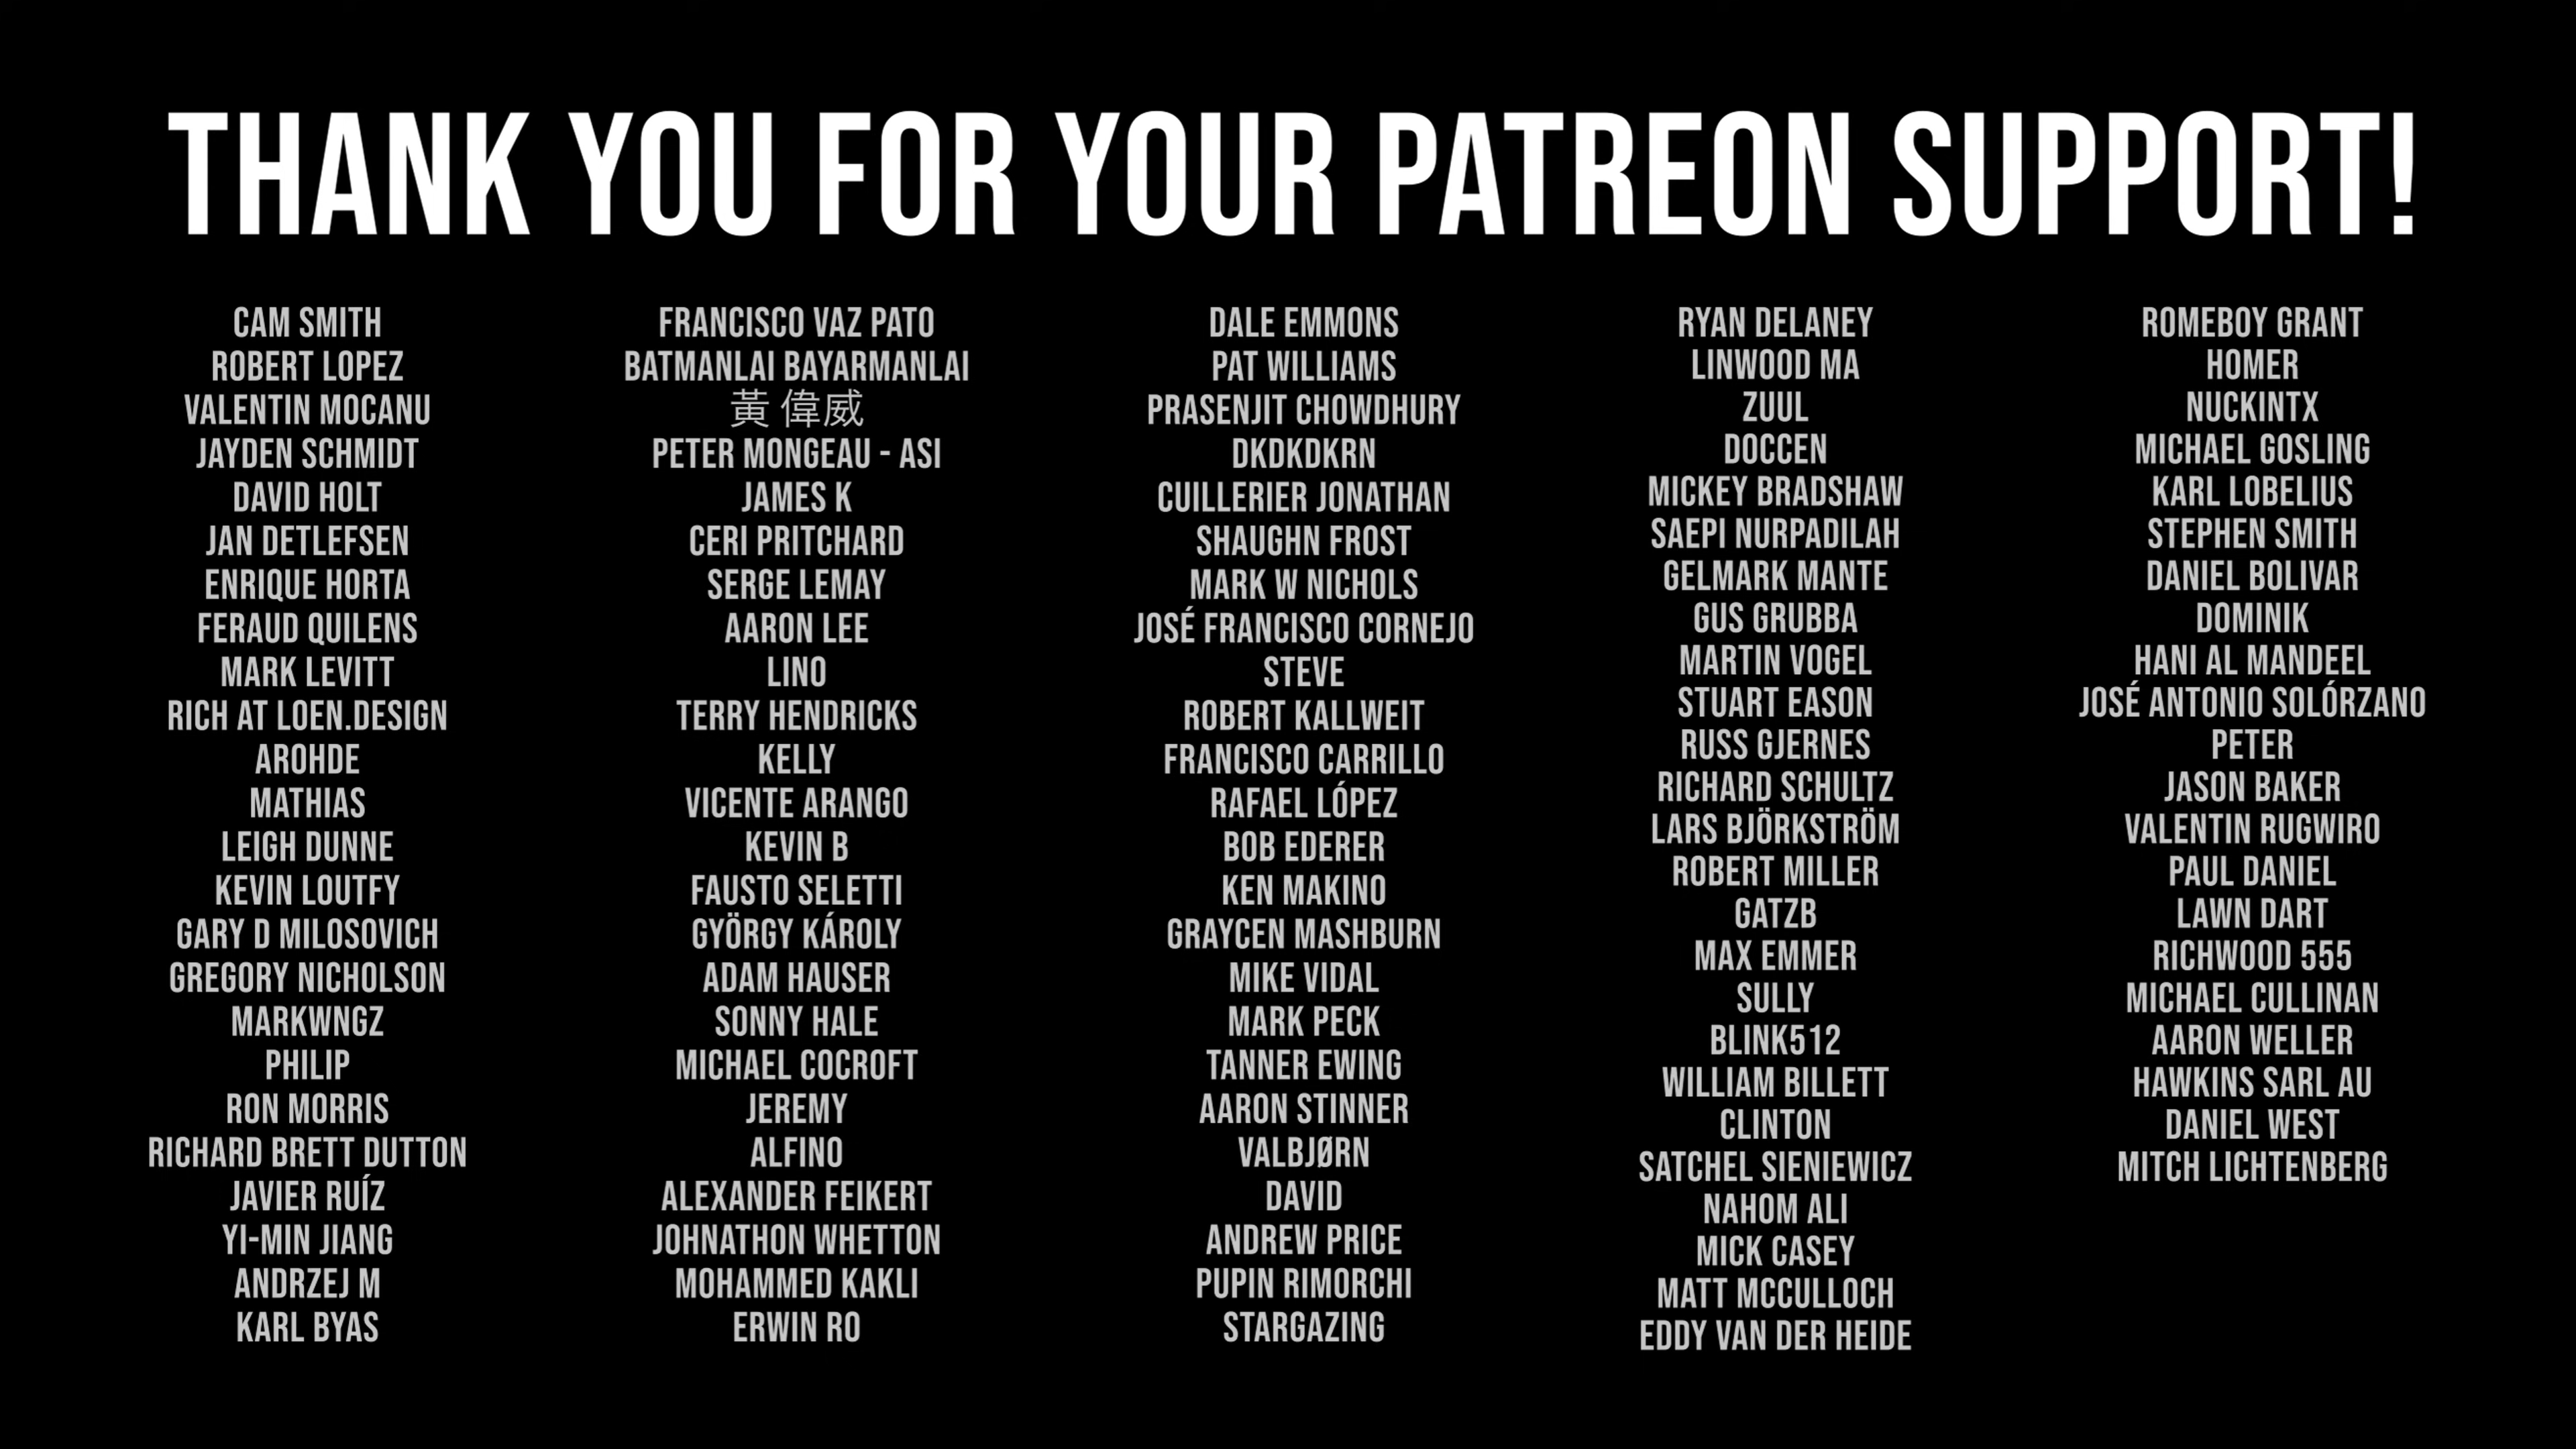 THANK YOU FOR YOUR PATREON SUPPORT!
CAM SMITH
ROBERT LOPEZ
VALENTIN MOCANU
JAYDEN SCHMIDT
DAVID HOLT
JAN DETLEFSEN
ENRIQUE HORTA
FERAUD QUILENS
MARK LEVITT
RICH AT LOEN.DESIGN
AROHDE
MATHIAS
LEIGH DUNNE
KEVIN LOUTFY
GARY D MILOSOVICH
GREGORY NICHOLSON
MARKWNGZ
PHILIP
RON MORRIS
RICHARD BRETT DUTTON
JAVIER RUÍZ
YI-MIN JIANG
ANDRZEJ M
KARL BYAS
FRANCISCO VAZ PATO
BATMANLAI BAYARMANLAI
黃 偉威
PETER MONGEAU - ASI
JAMES K
CERI PRITCHARD
SERGE LEMAY
AARON LEE
LINO
TERRY HENDRICKS
KELLY
VICENTE ARANGO
KEVIN B
FAUSTO SELETTI
GYÖRGY KÁROLY
ADAM HAUSER
SONNY HALE
MICHAEL COCROFT
JEREMY
ALFINO
ALEXANDER FEIKERT
JOHNATHON WHETTON
MOHAMMED KAKLI
ERWIN RO
DALE EMMONS
PAT WILLIAMS
PRASENJIT CHOWDHURY
DKDKDKRN
CUILLERIER JONATHAN
SHAUGHN FROST
MARK W NICHOLS
JOSÉ FRANCISCO CORNEJO
STEVE
ROBERT KALLWEIT
FRANCISCO CARRILLO
RAFAEL LÓPEZ
BOB EDERER
KEN MAKINO
GRAYCEN MASHBURN
MIKE VIDAL
MARK PECK
TANNER EWING
AARON STINNER
VALBJØRN
DAVID
ANDREW PRICE
PUPIN RIMORCHI
STARGAZING
RYAN DELANEY
LINWOOD MA
ZUUL
DOCCEN
MICKEY BRADSHAW
SAEPI NURPADILAH
GELMARK MANTE
GUS GRUBBA
MARTIN VOGEL
STUART EASON
RUSS GJERNES
RICHARD SCHULTZ
LARS BJÖRKSTRÖM
ROBERT MILLER
GATZB
MAX EMMER
SULLY
BLINK512
WILLIAM BILLETT
CLINTON
SATCHEL SIENIEWICZ
NAHOM ALI
MICK CASEY
MATT MCCULLOCH
EDDY VAN DER HEIDE
ROMEBOY GRANT
HOMER
NUCKINTX
MICHAEL GOSLING
KARL LOBELIUS
STEPHEN SMITH
DANIEL BOLIVAR
DOMINIK
HANI AL MANDEEL
JOSÉ ANTONIO SOLÓRZANO
PETER
JASON BAKER
VALENTIN RUGWIRO
PAUL DANIEL
LAWN DART
RICHWOOD 555
MICHAEL CULLINAN
AARON WELLER
HAWKINS SARL AU
DANIEL WEST
MITCH LICHTENBERG